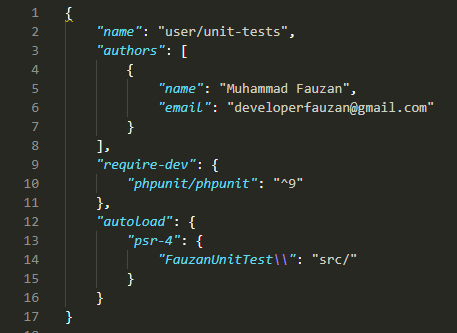 1 {
2 "name": "user/unit-tests",
3 "authors": [
4 {
5 "name": "Muhammad Fauzan",
6 "email": "developerfauzan@gmail.com"
7 }
8 ],
9 "require-dev": {
10 "phpunit/phpunit": "^9"
11 },
12 "autoload": {
13 "psr-4": {
14 "FauzanUnitTest\\": "src/"
15 }
16 }
17 }